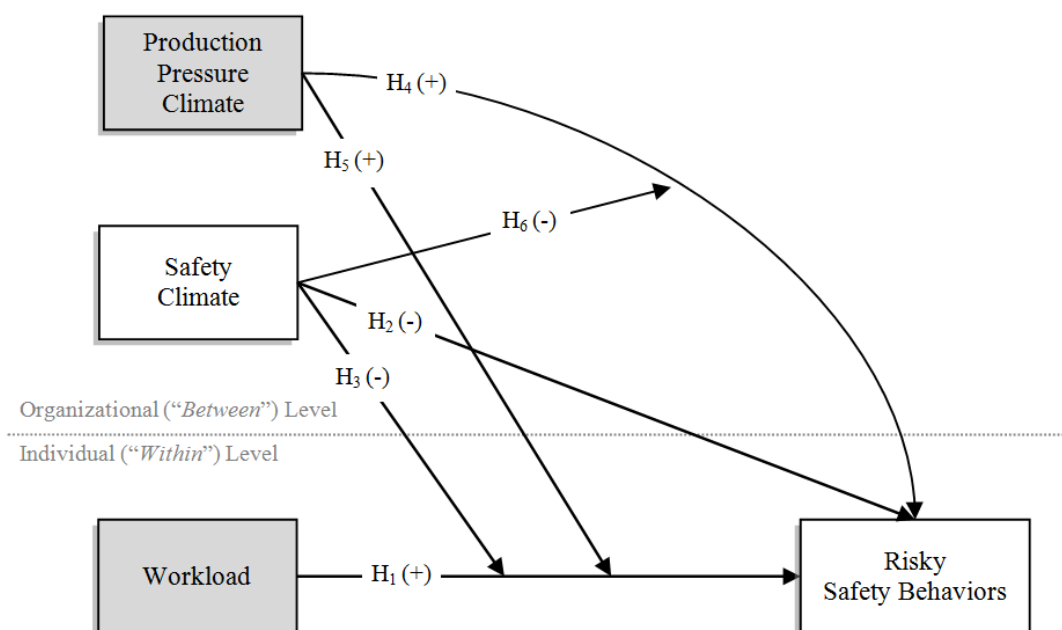 Production
Pressure
Climate
H₄ (+)
H₅ (+)
H₆ (-)
Safety
Climate
H₂ (-)
H₃ (-)
Organizational (“Between”) Level
Individual (“Within”) Level
Workload
H₁ (+)
Risky
Safety Behaviors